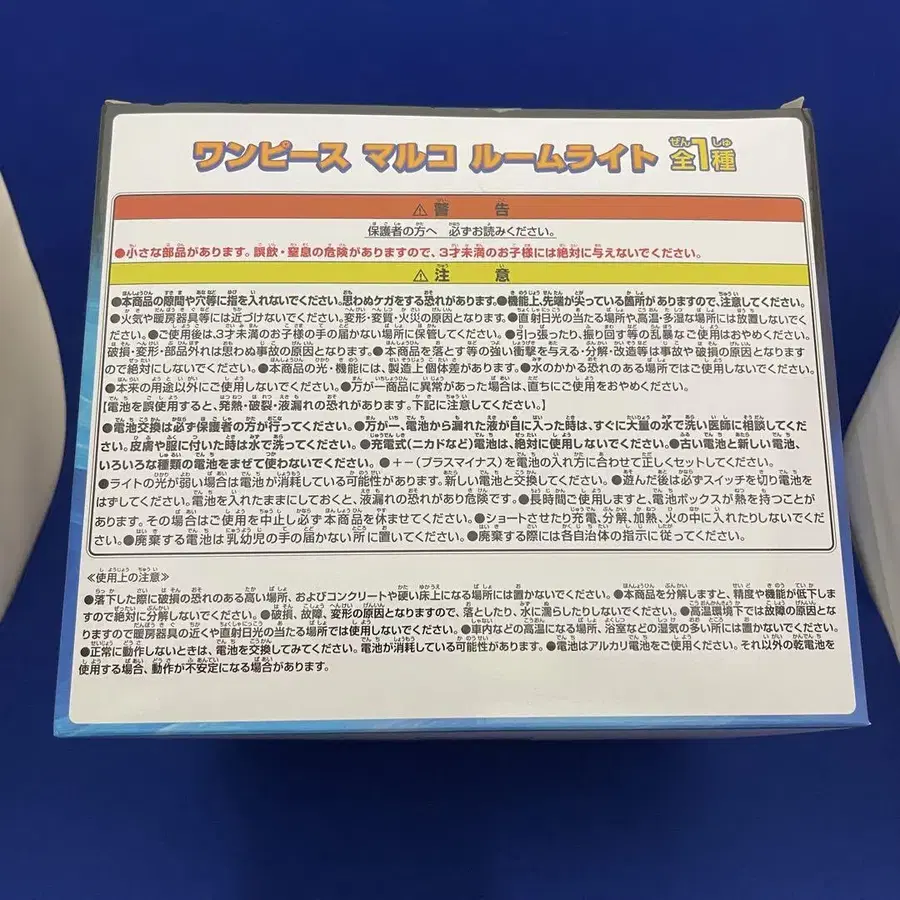 ワンピース マルコ ルームライト 全1種
⚠警 告
保護者の方へ 必ずお読みください。
●小さな部品があります。誤飲・窒息の危険がありますので、3才未満のお子様には絶対に与えないでください。
⚠注 意
●本商品の隙間や穴等に指を入れないでください。思わぬケガをする恐れがあります。●機能上、先端が尖っている箇所がありますので、注意してください。
●火気や暖房器具等には近づけないでください。変形・変質・火災の原因となります。●直射日光の当たる場所や高温・多湿な場所には放置しないでく
ださい。●ご使用後は、3才未満のお子様の手の届かない場所に保管してください。●引っ張ったり、振り回す等の乱暴なご使用はおやめください。
破損・変形・部品外れは思わぬ事故の原因となります。●本商品を落とす等の強い衝撃を与える・分解・改造等は事故や破損の原因となります
ので絶対にしないでください。●本商品の光・機能には、製造上個体差があります。●水のかかる恐れのある場所ではご使用しないでください。
●本来の用途以外にご使用しないでください。●万が一商品に異常があった場合は、直ちにご使用をおやめください。
【電池を誤使用すると、発熱・破裂・液漏れの恐れがあります。下記に注意してください。】
●電池交換は必ず保護者の方が行ってください。●万が一、電池から漏れた液が目に入った時は、すぐに大量の水で洗い医師に相談してくだ
さい。皮膚や服に付いた時は水で洗ってください。●充電式(ニカドなど)電池は、絶対に使用しないでください。●古い電池と新しい電池、
いろいろな種類の電池をまぜて使わないでください。●+−(プラスマイナス)を電池の入れ方に合わせて正しくセットしてください。
●ライトの光が弱い場合は電池が消耗している可能性があります。新しい電池と交換してください。●遊んだ後は必ずスイッチを切り電池
をはずしてください。電池を入れたままにしておくと、液漏れの恐れがあり危険です。●長時間ご使用しますと、電池ボックスが熱を持つことが
あります。その場合はご使用を中止し必ず本商品を休ませてください。●ショートさせたり充電、分解、加熱、火の中に入れたりしないでくだ
さい。●廃棄する電池は乳幼児の手の届かない所に置いてください。●廃棄する際には各自治体の指示に従ってください。
≪使用上の注意≫
●落下した際に破損の恐れのある高い場所、およびコンクリートや硬い床上になる場所には置かないでください。●本商品を分解しますと、精度や機能が低下しま
すので絶対に分解しないでください。●破損、故障、変形の原因となりますので、落としたり、水に濡らしたりしないでください。●高温環境下では故障の原因とな
りますので暖房器具の近くや直射日光の当たる場所では使用しないでください。●車内などの高温になる場所、浴室などの湿気の多い所には置かないでください。
●正常に動作しないときは、電池を交換してみてください。電池が消耗している可能性があります。●電池はアルカリ電池をご使用ください。それ以外の乾電池を
使用する場合、動作が不安定になる場合があります。